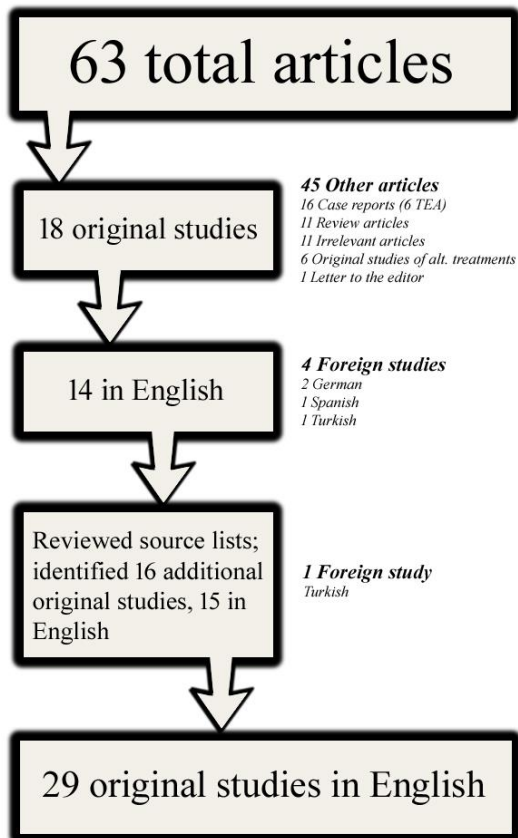 63 total articles
18 original studies
45 Other articles
16 Case reports (6 TEA)
11 Review articles
11 Irrelevant articles
6 Original studies of alt. treatments
1 Letter to the editor
14 in English
4 Foreign studies
2 German
1 Spanish
1 Turkish
Reviewed source lists;
identified 16 additional
original studies, 15 in
English
1 Foreign study
Turkish
29 original studies in English